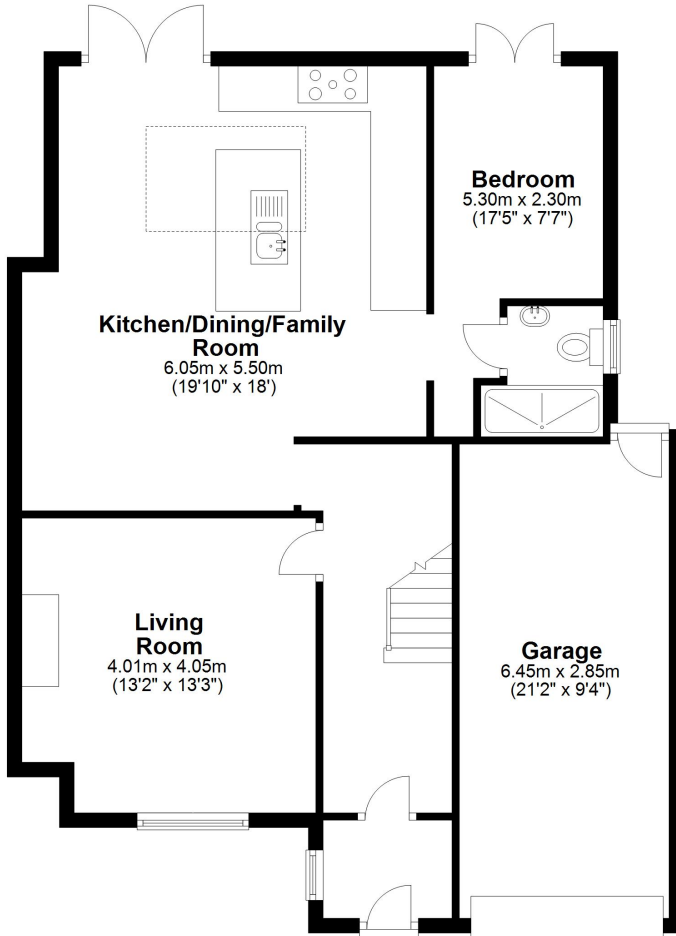 Bedroom
5.30m x 2.30m
(17'5" x 7'7")
Kitchen/Dining/Family
Room
6.05m x 5.50m
(19'10" x 18')
Living
Room
4.01m x 4.05m
(13'2" x 13'3")
Garage
6.45m x 2.85m
(21'2" x 9'4")